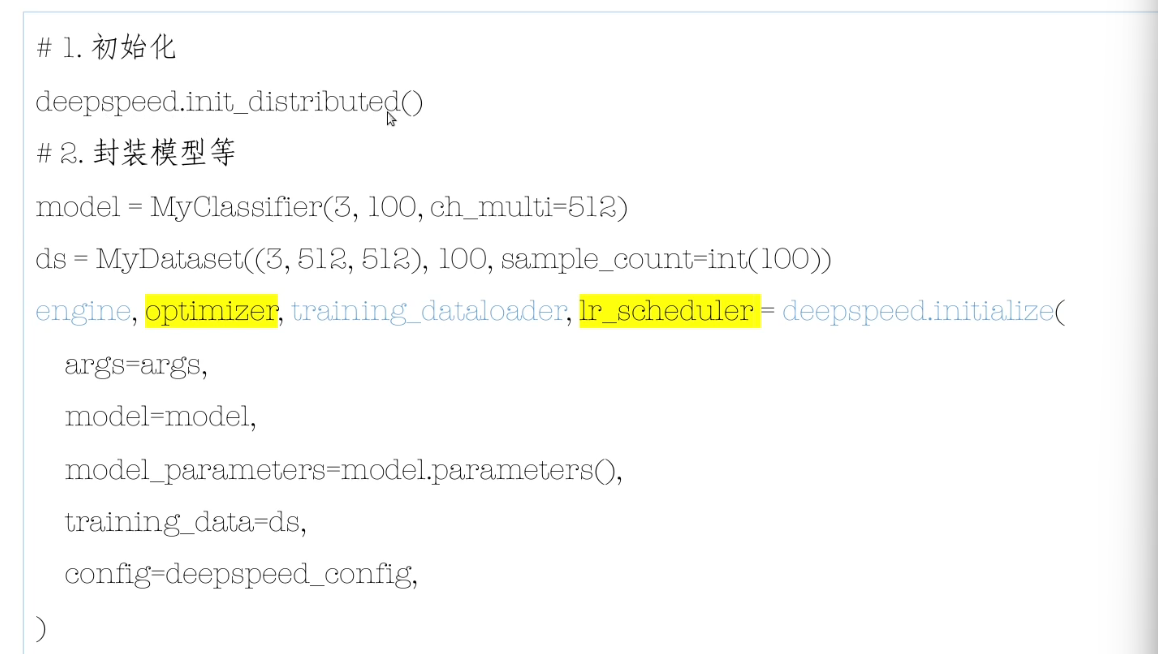 # 1. 初始化
deepspeed.init_distributed()
# 2. 封装模型等
model = MyClassifier(3, 100, ch_multi=512)
ds = MyDataset((3, 512, 512), 100, sample_count=int(100))
engine, optimizer, training_dataloader, lr_scheduler = deepspeed.initialize(
args=args,
model=model,
model_parameters=model.parameters(),
training_data=ds,
config=deepspeed_config,
)